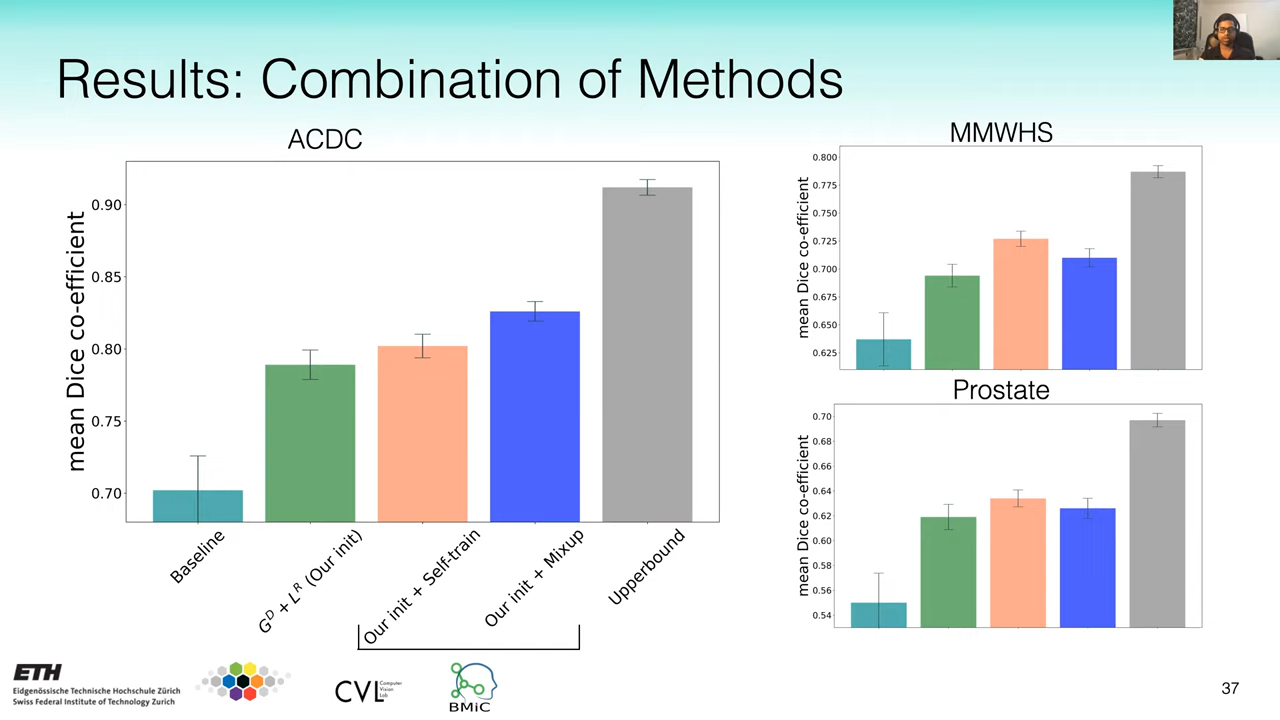 Results: Combination of Methods
ACDC
mean Dice co-efficient
0.90
0.85
0.80
0.75
0.70
Baseline
G^D + L^R (Our init)
Our init + Self-train
Our init + Mixup
Upperbound
MMWHS
mean Dice co-efficient
0.800
0.775
0.750
0.725
0.700
0.675
0.650
0.625
Prostate
mean Dice co-efficient
0.70
0.68
0.66
0.64
0.62
0.60
0.58
0.56
0.54
ETH
Eidgenössische Technische Hochschule Zürich
Swiss Federal Institute of Technology Zurich
CVL
Computer
Vision
Lab
BMiC
37